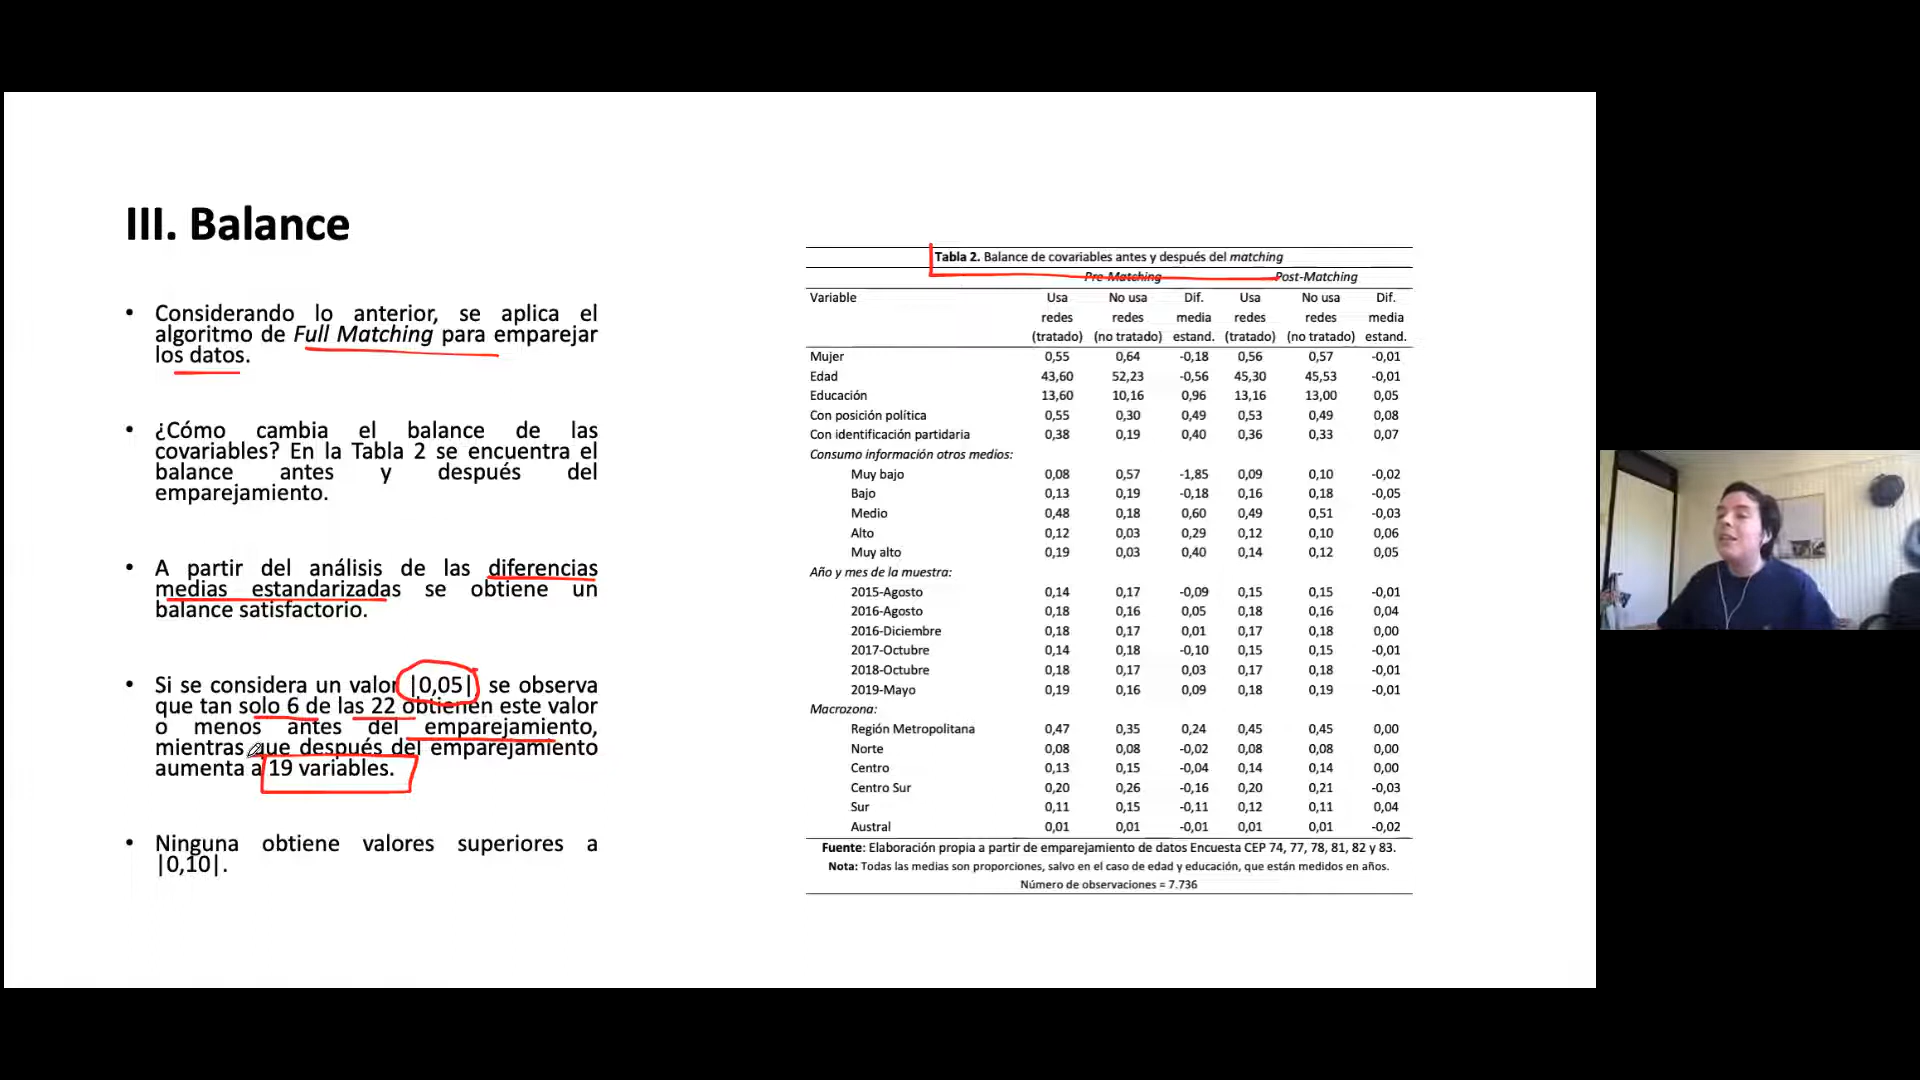 III. Balance
• Considerando lo anterior, se aplica el
algoritmo de Full Matching para emparejar
los datos.
• ¿Cómo cambia el balance de las
covariables? En la Tabla 2 se encuentra el
balance antes y después del
emparejamiento.
• A partir del análisis de las diferencias
medias estandarizadas se obtiene un
balance satisfactorio.
• Si se considera un valor |0,05| se observa
que tan solo 6 de las 22 obtienen este valor
o menos antes del emparejamiento,
mientras que después del emparejamiento
aumenta a 19 variables.
• Ninguna obtiene valores superiores a
|0,10|.
Tabla 2. Balance de covariables antes y después del matching
Pre-Matching Post-Matching
Variable Usa No usa Dif. Usa No usa Dif.
redes redes media redes redes media
(tratado) (no tratado) estand. (tratado) (no tratado) estand.
Mujer 0,55 0,64 -0,18 0,56 0,57 -0,01
Edad 43,60 52,23 -0,56 45,30 45,53 -0,01
Educación 13,60 10,16 0,96 13,16 13,00 0,05
Con posición política 0,55 0,30 0,49 0,53 0,49 0,08
Con identificación partidaria 0,38 0,19 0,40 0,36 0,33 0,07
Consumo información otros medios:
Muy bajo 0,08 0,57 -1,85 0,09 0,10 -0,02
Bajo 0,13 0,19 -0,18 0,16 0,18 -0,05
Medio 0,48 0,18 0,60 0,49 0,51 -0,03
Alto 0,12 0,03 0,29 0,12 0,10 0,06
Muy alto 0,19 0,03 0,40 0,14 0,12 0,05
Año y mes de la muestra:
2015-Agosto 0,14 0,17 -0,09 0,15 0,15 -0,01
2016-Agosto 0,18 0,16 0,05 0,18 0,16 0,04
2016-Diciembre 0,18 0,17 0,01 0,17 0,18 0,00
2017-Octubre 0,14 0,18 -0,10 0,15 0,15 -0,01
2018-Octubre 0,18 0,17 0,03 0,17 0,18 -0,01
2019-Mayo 0,19 0,16 0,09 0,18 0,19 -0,01
Macrozona:
Región Metropolitana 0,47 0,35 0,24 0,45 0,45 0,00
Norte 0,08 0,08 -0,02 0,08 0,08 0,00
Centro 0,13 0,15 -0,04 0,14 0,14 0,00
Centro Sur 0,20 0,26 -0,16 0,20 0,21 -0,03
Sur 0,11 0,15 -0,11 0,12 0,11 0,04
Austral 0,01 0,01 -0,01 0,01 0,01 -0,02
Fuente: Elaboración propia a partir de emparejamiento de datos Encuesta CEP 74, 77, 78, 81, 82 y 83.
Nota: Todas las medias son proporciones, salvo en el caso de edad y educación, que están medidos en años.
Número de observaciones = 7.736